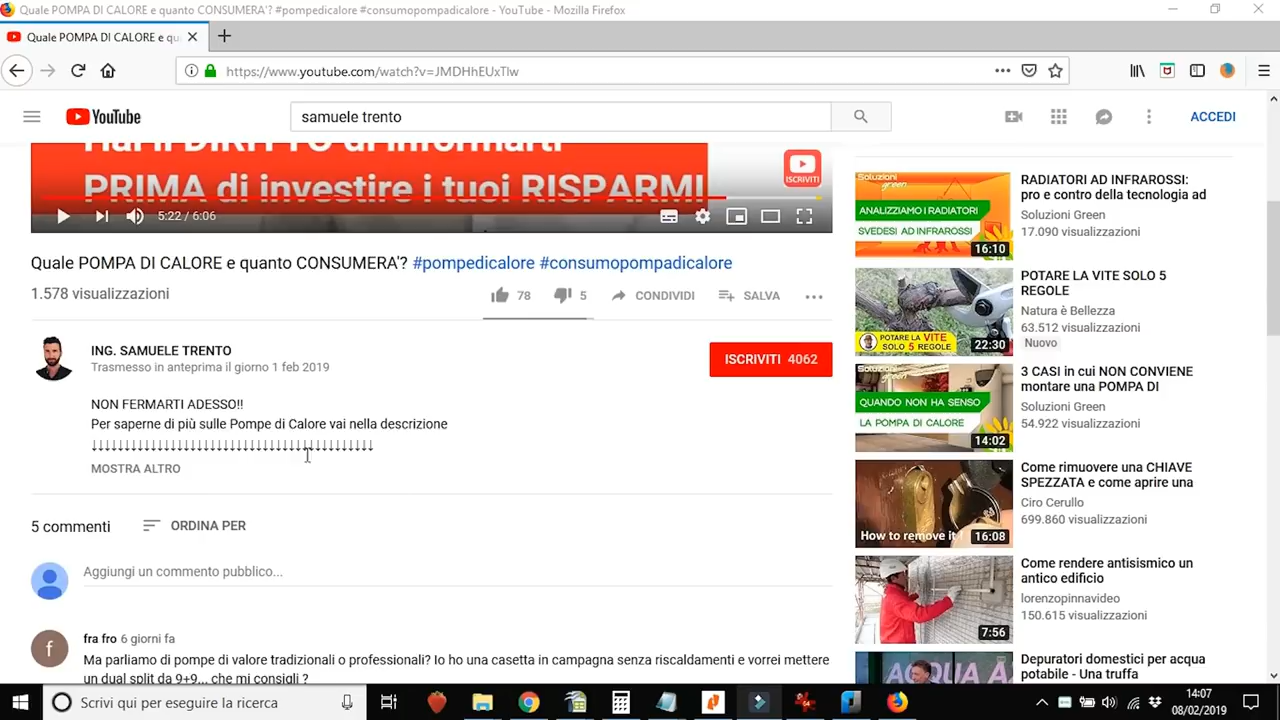 Quale POMPA DI CALORE e quanto CONSUMERA'? #pompedicalore #consumopompadicalore - YouTube - Mozilla Firefox
Quale POMPA DI CALORE e qu
https://www.youtube.com/watch?v=JMDHhEUxTlw
YouTube
samuele trento
ACCEDI
Hai il DIRITTO di informarti
PRIMA di investire i tuoi RISPARMI
ISCRIVITI
5:22 / 6:06
Quale POMPA DI CALORE e quanto CONSUMERA'? #pompedicalore #consumopompadicalore
1.578 visualizzazioni
78
5
CONDIVIDI
SALVA
ING. SAMUELE TRENTO
Trasmesso in anteprima il giorno 1 feb 2019
ISCRIVITI 4062
NON FERMARTI ADESSO!!
Per saperne di più sulle Pompe di Calore vai nella descrizione
↓↓↓↓↓↓↓↓↓↓↓↓↓↓↓↓↓↓↓↓↓↓↓↓↓↓↓↓↓↓↓↓↓↓↓↓↓↓↓↓
MOSTRA ALTRO
5 commenti
ORDINA PER
Aggiungi un commento pubblico...
f
fra fro 6 giorni fa
Ma parliamo di pompe di valore tradizionali o professionali? Io ho una casetta in campagna senza riscaldamenti e vorrei mettere
un dual split da 9+9... che mi consigli ?
Soluzioni
green
ANALIZZIAMO I RADIATORI
SVEDESI AD INFRAROSSI
16:10
RADIATORI AD INFRAROSSI:
pro e contro della tecnologia ad
Soluzioni Green
17.090 visualizzazioni
POTARE LA VITE
SOLO 5 REGOLE
22:30
POTARE LA VITE SOLO 5
REGOLE
Natura è Bellezza
63.512 visualizzazioni
Nuovo
Soluzioni
green
QUANDO NON HA SENSO
LA POMPA DI CALORE
14:02
3 CASI in cui NON CONVIENE
montare una POMPA DI
Soluzioni Green
54.922 visualizzazioni
How to remove it
16:08
Come rimuovere una CHIAVE
SPEZZATA e come aprire una
Ciro Cerullo
699.860 visualizzazioni
7:56
Come rendere antisismico un
antico edificio
lorenzopinnavideo
150.615 visualizzazioni
ACQUA A
Depuratori domestici per acqua
potabile - Una truffa
Scrivi qui per eseguire la ricerca
14:07
08/02/2019